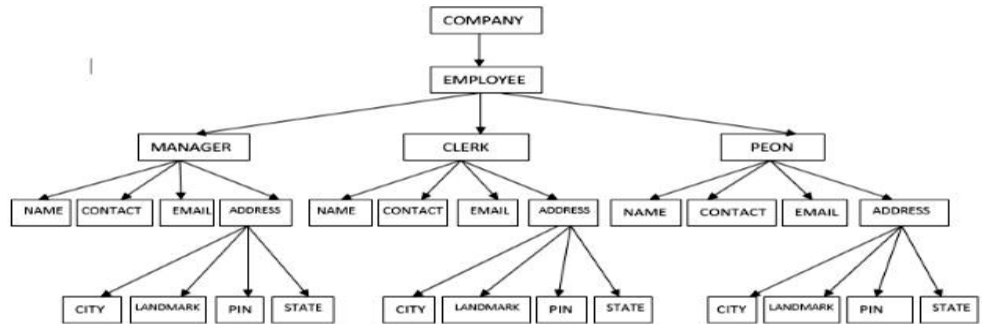 COMPANY
EMPLOYEE
MANAGER CLERK PEON
NAME CONTACT EMAIL ADDRESS NAME CONTACT EMAIL ADDRESS NAME CONTACT EMAIL ADDRESS
CITY LANDMARK PIN STATE CITY LANDMARK PIN STATE CITY LANDMARK PIN STATE